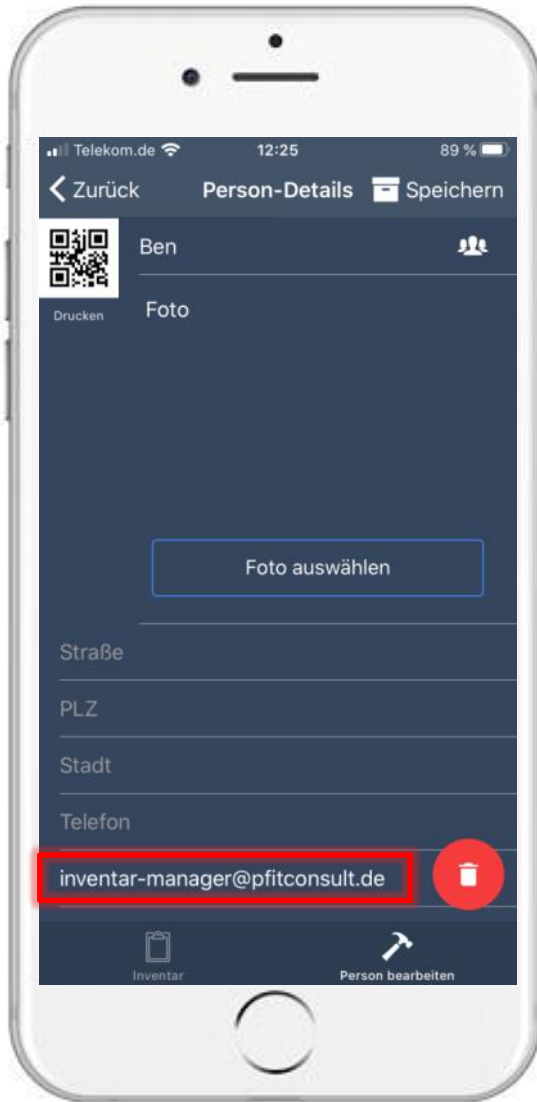 Telekom.de 12:25 89 %
Zurück Person-Details Speichern
Ben
Drucken
Foto
Foto auswählen
Straße
PLZ
Stadt
Telefon
inventar-manager@pfitconsult.de
Inventar Person bearbeiten